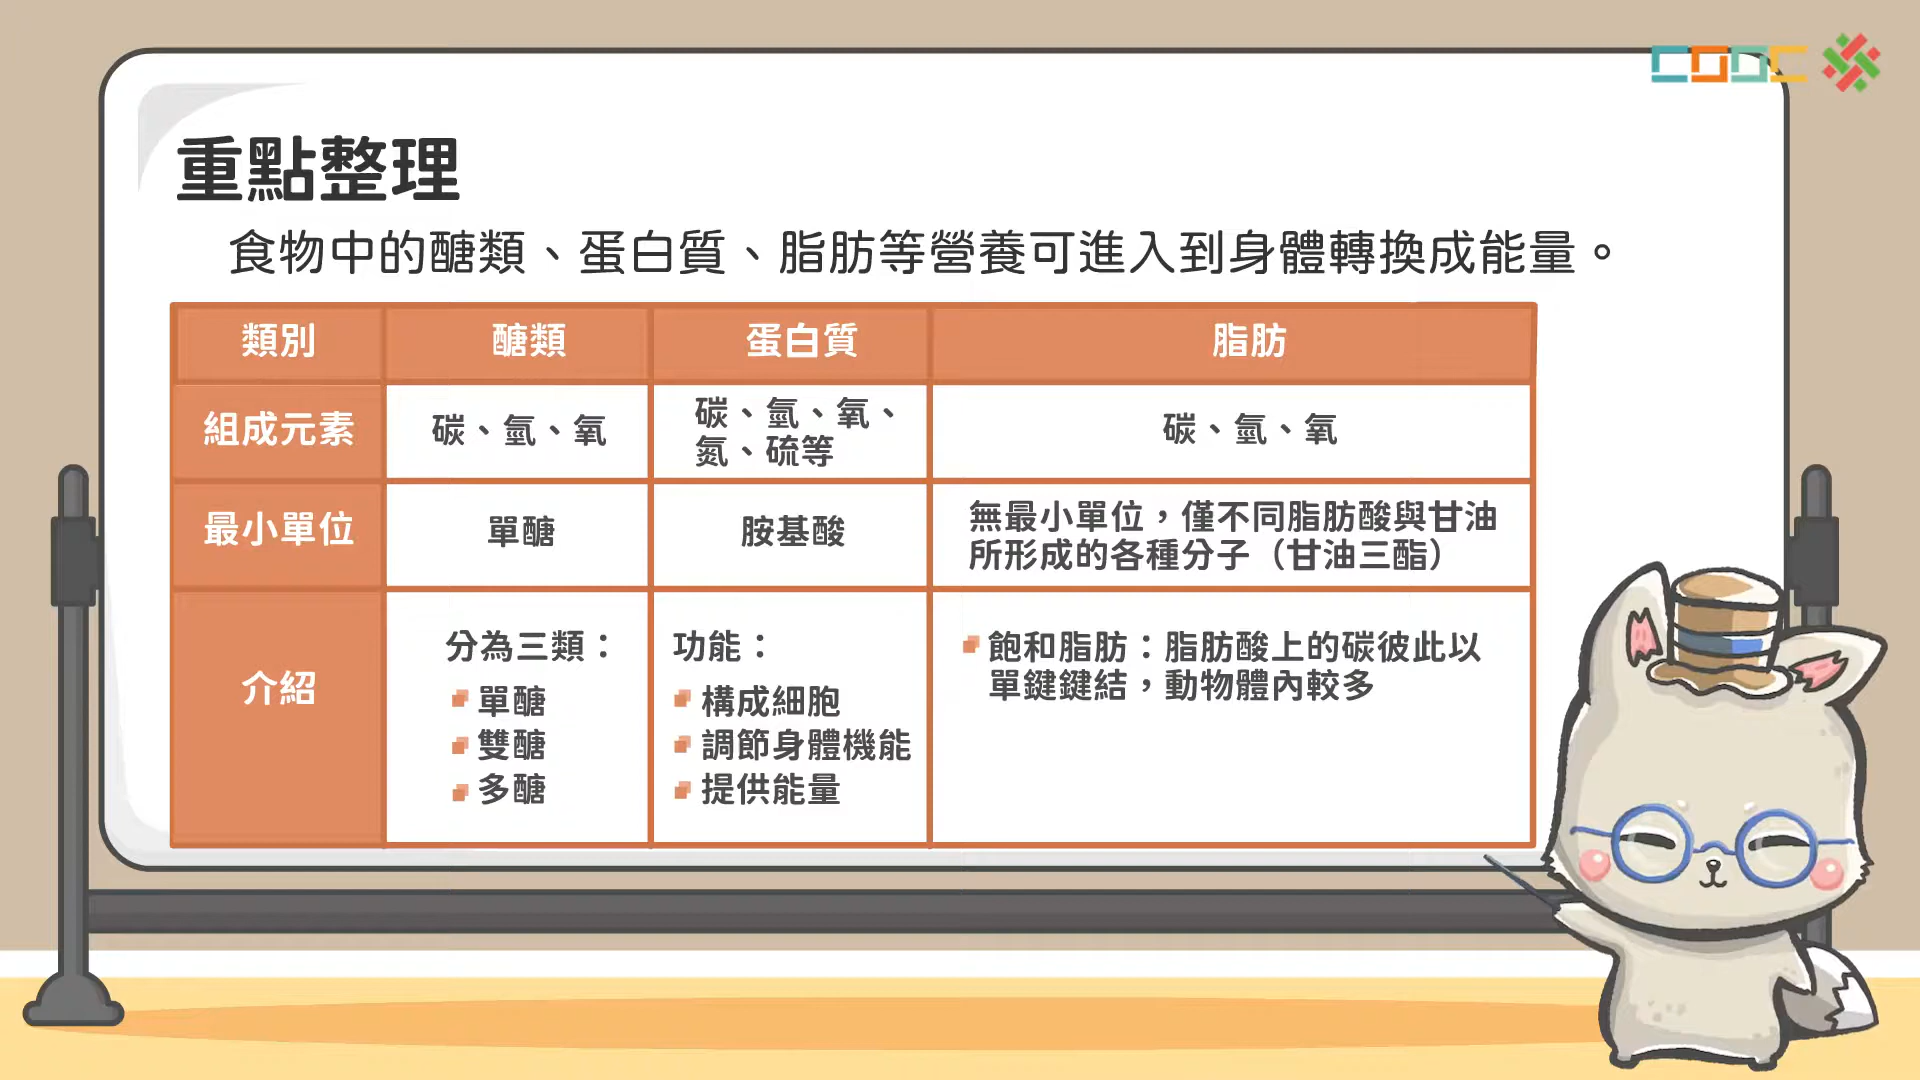 COOC
重點整理
食物中的醣類、蛋白質、脂肪等營養可進入到身體轉換成能量。
類別
醣類
蛋白質
脂肪
組成元素
碳、氫、氧
碳、氫、氧、
氮、硫等
碳、氫、氧
最小單位
單醣
胺基酸
無最小單位，僅不同脂肪酸與甘油
所形成的各種分子（甘油三酯）
介紹
分為三類：
單醣
雙醣
多醣
功能：
構成細胞
調節身體機能
提供能量
飽和脂肪：脂肪酸上的碳彼此以
單鍵鍵結，動物體內較多